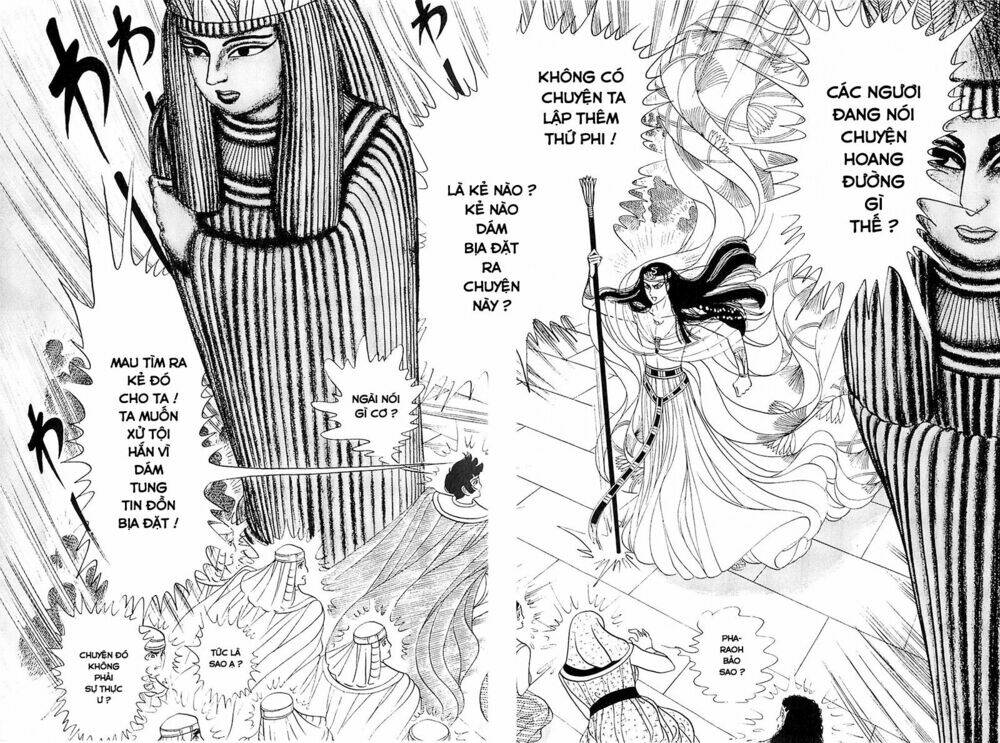 CÁC NGƯƠI
ĐANG NÓI
CHUYỆN
HOANG
ĐƯỜNG
GÌ
THẾ ?
KHÔNG CÓ
CHUYỆN TA
LẬP THÊM
THỨ PHI !
LÀ KẺ NÀO ?
KẺ NÀO
DÁM
BỊA ĐẶT
RA
CHUYỆN
NÀY ?
PHA-
RAOH
BẢO
SAO ?
わ
わ
わ
わ
MAU TÌM RA
KẺ ĐÓ
CHO TA !
TA MUỐN
XỬ TỘI
HẮN VÌ
DÁM
TUNG
TIN ĐỒN
BỊA ĐẶT !
NGÀI NÓI
GÌ CƠ ?
TỨC LÀ
SAO Ạ ?
CHUYỆN ĐÓ
KHÔNG
PHẢI
SỰ THỰC
Ư ?